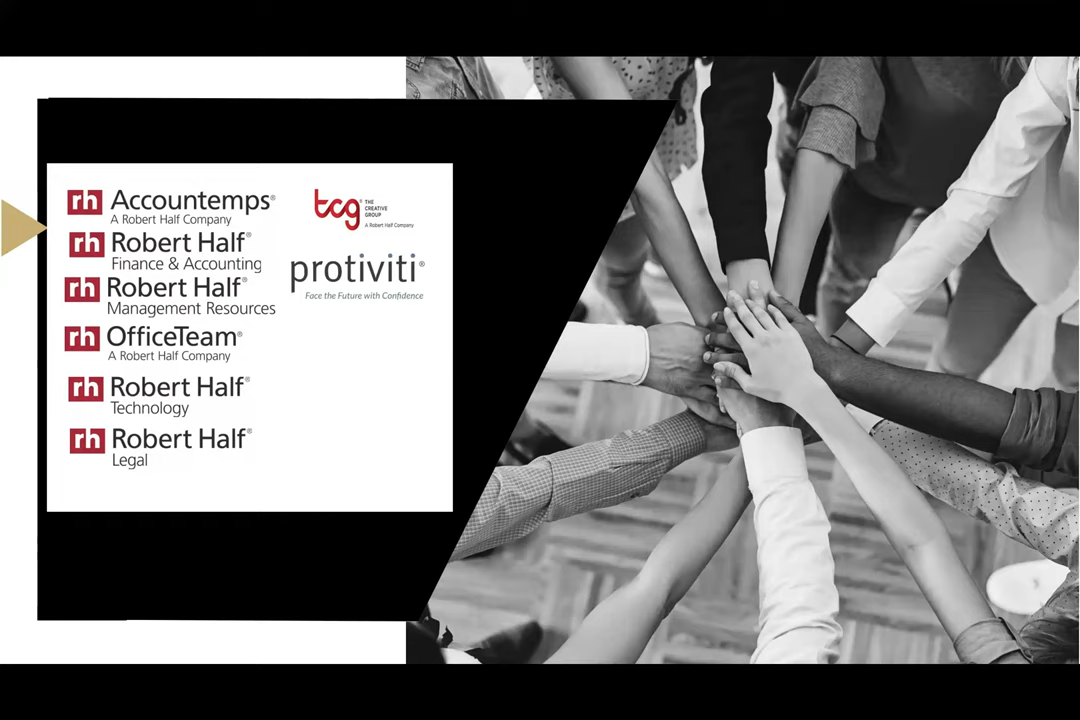 rh Accountemps®
A Robert Half Company
rh Robert Half®
Finance & Accounting
rh Robert Half®
Management Resources
rh OfficeTeam®
A Robert Half Company
rh Robert Half®
Technology
rh Robert Half®
Legal
tcg® THE
CREATIVE
GROUP
A Robert Half Company
protiviti®
Face the Future with Confidence